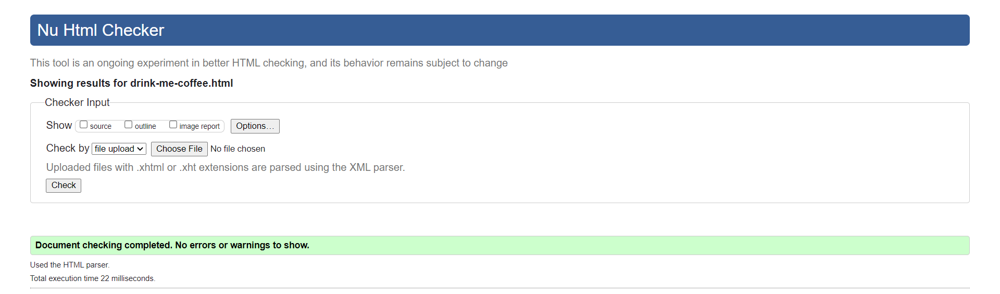 Nu Html Checker
This tool is an ongoing experiment in better HTML checking, and its behavior remains subject to change
Showing results for drink-me-coffee.html
Checker Input
Show source outline image report Options…
Check by file upload Choose File No file chosen
Uploaded files with .xhtml or .xht extensions are parsed using the XML parser.
Check
Document checking completed. No errors or warnings to show.
Used the HTML parser.
Total execution time 22 milliseconds.